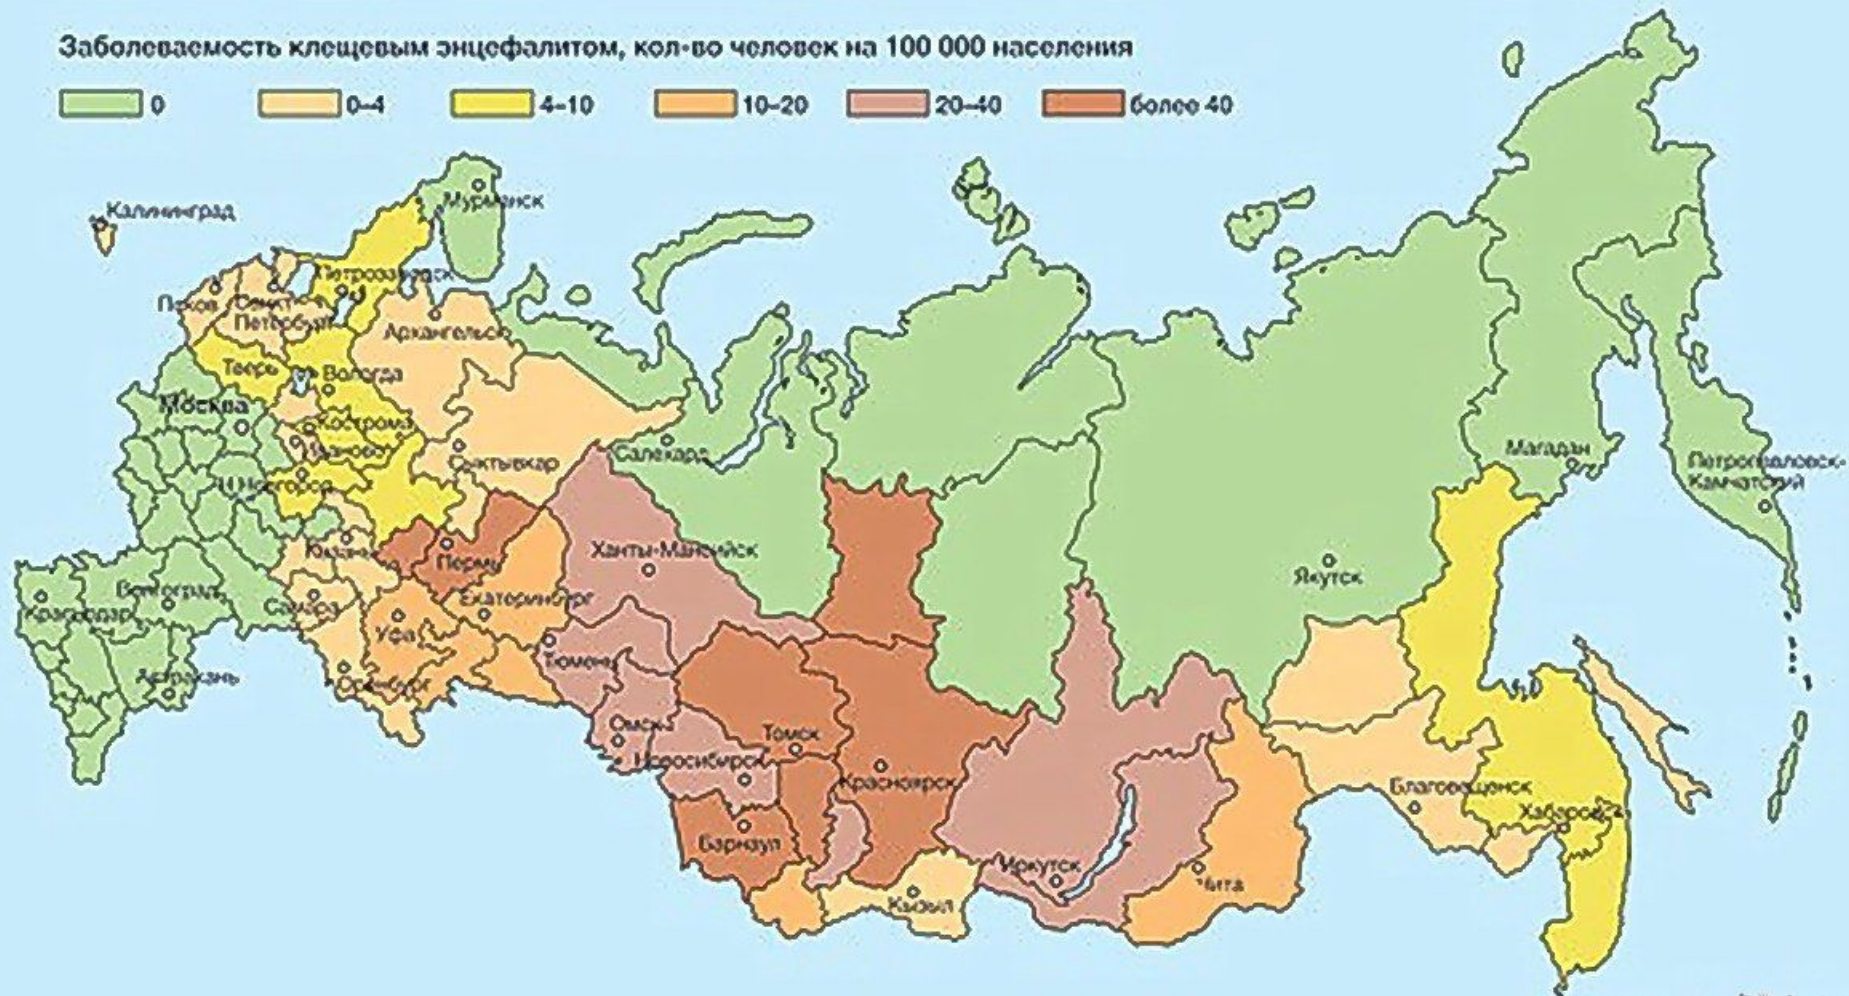 Заболеваемость клещевым энцефалитом, кол-во человек на 100 000 населения
0 0–4 4–10 10–20 20–40 более 40
Мурманск
Калининград
Петрозаводск
Псков
Санкт-
Петербург
Архангельск
Тверь
Вологда
Москва
Кострома
Иваново
Н.Новгород
Сыктывкар
Салехард
Магадан
Петропавловск-
Камчатский
Казань
Пермь
Ханты-Мансийск
Якутск
Краснодар
Волгоград
Самара
Екатеринбург
Уфа
Тюмень
Астрахань
Оренбург
Омск
Томск
Новосибирск
Красноярск
Благовещенск
Хабаровск
Барнаул
Иркутск
Чита
Кызыл